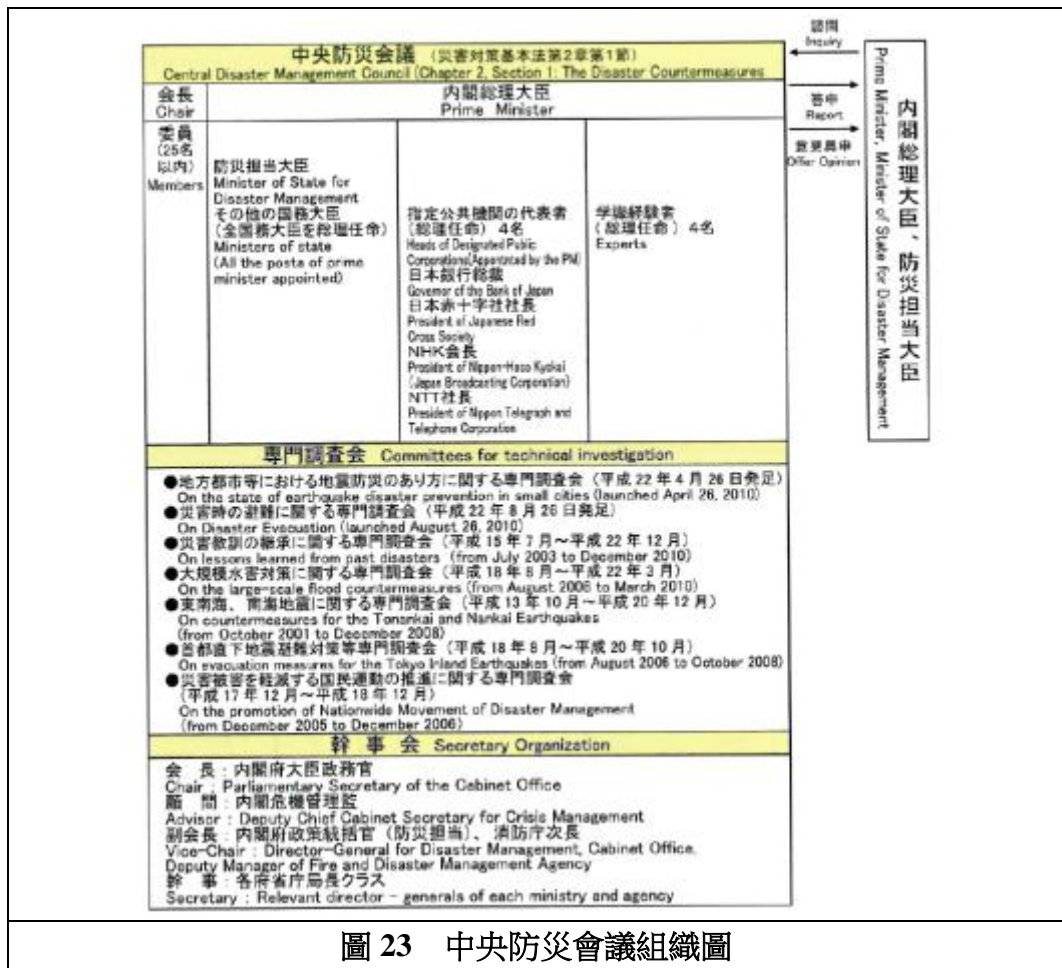 中央防災会議 (災害対策基本法第2章第1節)
Central Disaster Management Council (Chapter 2, Section 1: The Disaster Countermeasures
会長
Chair
内閣総理大臣
Prime Minister
委員
(25名
以内)
Members
防災担当大臣
Minister of State for
Disaster Management
その他の国務大臣
(全国務大臣を総理任命)
Ministers of state
(All the posts of prime
minister appointed)
指定公共機関の代表者
(総理任命) 4名
Heads of Designated Public
Corporations(Appointed by the PM)
日本銀行総裁
Governor of the Bank of Japan
日本赤十字社社長
President of Japanese Red
Cross Society
NHK会長
President of Nippon-Hoso Kyokai
(Japan Broadcasting Corporation)
NTT社長
President of Nippon Telegraph and
Telephone Corporation
学識経験者
(総理任命) 4名
Experts
諮問
Inquiry
答申
Report
意見具申
Offer Opinion
内閣総理大臣、防災担当大臣
Prime Minister, Minister of State for Disaster Management
専門調査会 Committees for technical investigation
●地方都市等における地震防災のあり方に関する専門調査会 (平成22年4月26日発足)
On the state of earthquake disaster prevention in small cities (launched April 26, 2010)
●災害時の避難に関する専門調査会 (平成22年8月26日発足)
On Disaster Evacuation (launched August 26, 2010)
●災害教訓の継承に関する専門調査会 (平成15年7月~平成22年12月)
On lessons learned from past disasters (from July 2003 to December 2010)
●大規模水害対策に関する専門調査会 (平成18年8月~平成22年3月)
On the large-scale flood countermeasures (from August 2006 to March 2010)
●東南海、南海地震に関する専門調査会 (平成13年10月~平成20年12月)
On countermeasures for the Tonankai and Nankai Earthquakes
(from October 2001 to December 2008)
●首都直下地震避難対策等専門調査会 (平成18年8月~平成20年10月)
On evacuation measures for the Tokyo Inland Earthquakes (from August 2006 to October 2008)
●災害被害を軽減する国民運動の推進に関する専門調査会
(平成17年12月~平成18年12月)
On the promotion of Nationwide Movement of Disaster Management
(from December 2005 to December 2006)
幹事会 Secretary Organization
会 長:内閣府大臣政務官
Chair : Parliamentary Secretary of the Cabinet Office
顧 問:内閣危機管理監
Advisor : Deputy Chief Cabinet Secretary for Crisis Management
副会長:内閣府政策統括官 (防災担当)、消防庁次長
Vice-Chair : Director-General for Disaster Management, Cabinet Office,
Deputy Manager of Fire and Disaster Management Agency
幹 事:各府省庁局長クラス
Secretary : Relevant director - generals of each ministry and agency
圖 23 中央防災會議組織圖